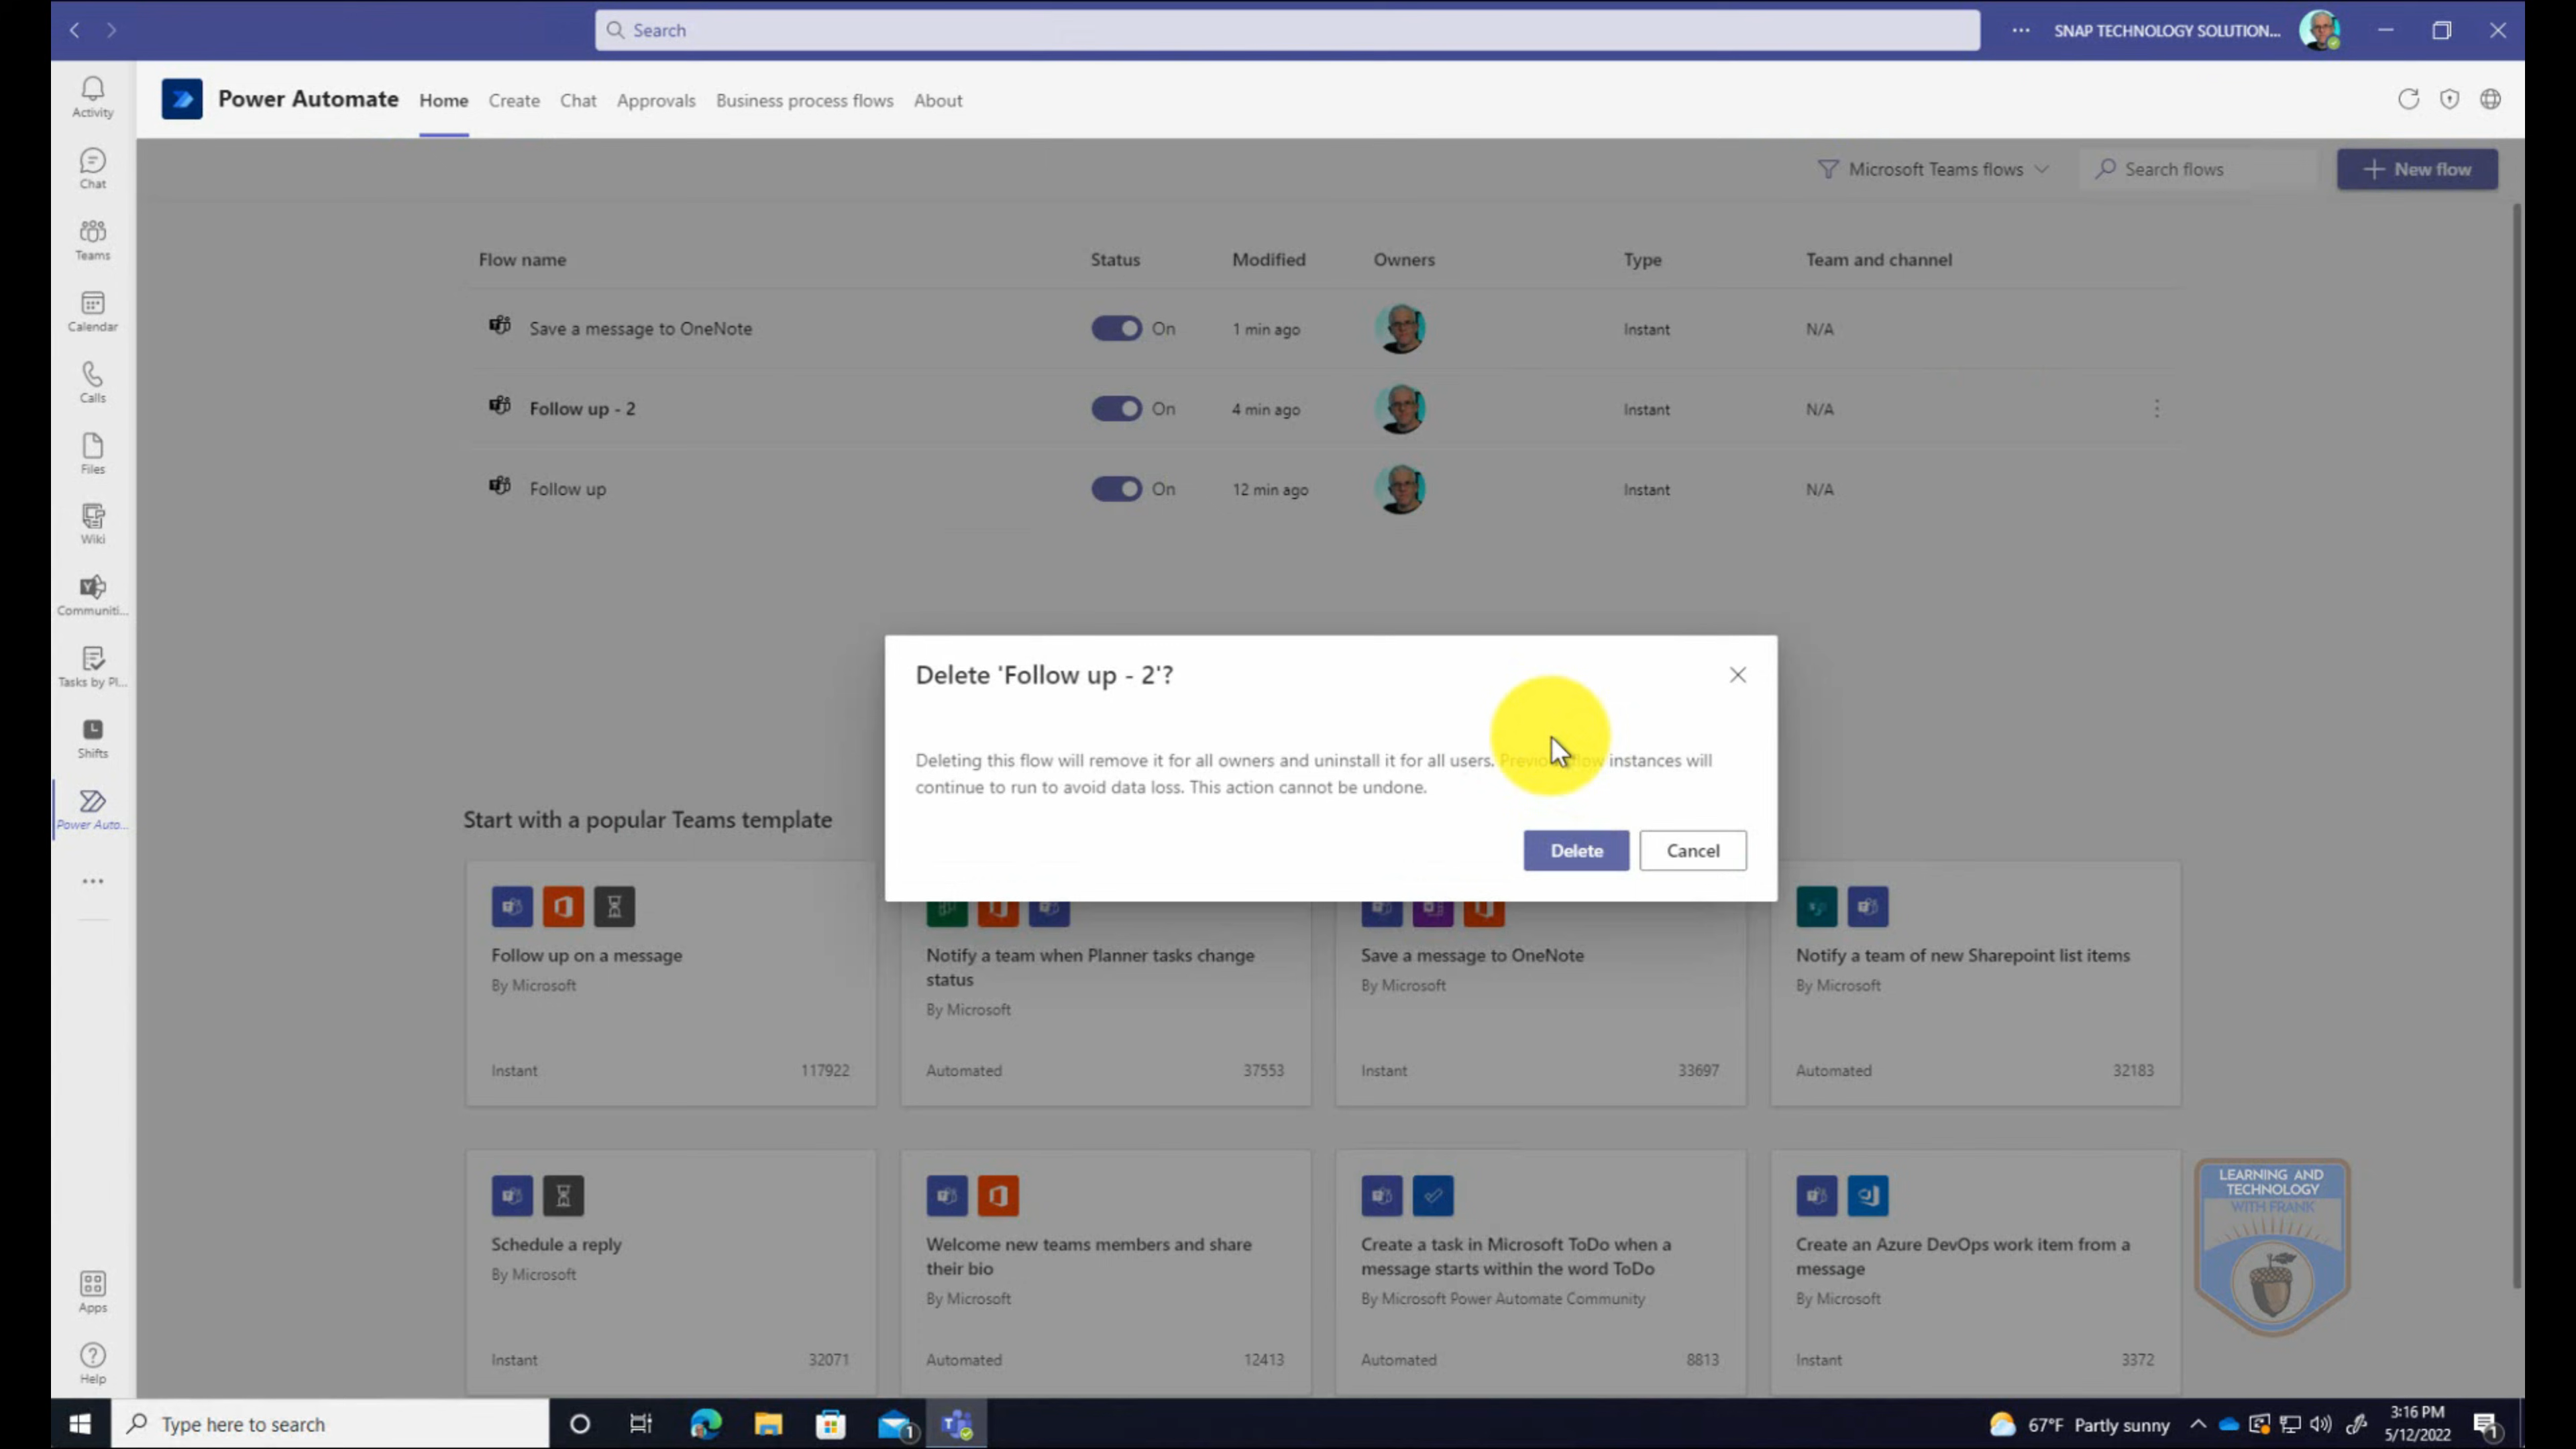 Search
SNAP TECHNOLOGY SOLUTION...
Power Automate
Home
Create
Chat
Approvals
Business process flows
About
Activity
Chat
Teams
Calendar
Calls
Files
Wiki
Communiti...
Tasks by Pl...
Shifts
Power Auto...
Apps
Help
Microsoft Teams flows
Search flows
New flow
Flow name Status Modified Owners Type Team and channel
Save a message to OneNote On 1 min ago Instant N/A
Follow up - 2 On 4 min ago Instant N/A
Follow up On 12 min ago Instant N/A
Delete 'Follow up - 2'?
Deleting this flow will remove it for all owners and uninstall it for all users. Previous flow instances will
continue to run to avoid data loss. This action cannot be undone.
Delete
Cancel
Start with a popular Teams template
Follow up on a message
By Microsoft
Instant 117922
Notify a team when Planner tasks change
status
By Microsoft
Automated 37553
Save a message to OneNote
By Microsoft
Instant 33697
Notify a team of new Sharepoint list items
By Microsoft
Automated 32183
Schedule a reply
By Microsoft
Instant 32071
Welcome new teams members and share
their bio
By Microsoft
Automated 12413
Create a task in Microsoft ToDo when a
message starts within the word ToDo
By Microsoft Power Automate Community
Automated 8813
Create an Azure DevOps work item from a
message
By Microsoft
Instant 3372
LEARNING AND
TECHNOLOGY
WITH FRANK
Type here to search
1
67°F Partly sunny
3:16 PM
5/12/2022
1